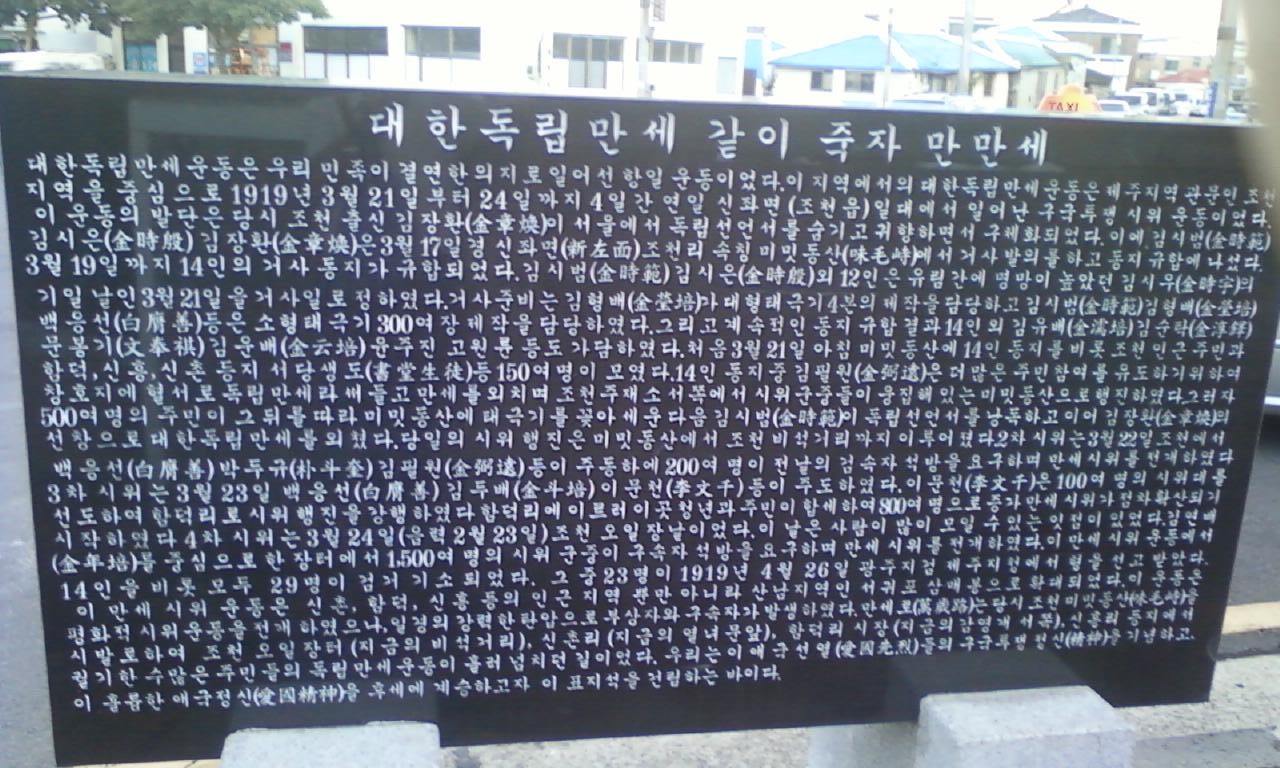 TAXI
대한독립만세 같이 죽자 만만세
대한독립만세 운동은 우리 민족이 결연한 의지로 일어선 항일 운동이었다.이 지역에서의 대한독립만세 운동은 제주지역 관문인 조천
지역을 중심으로 1919년 3월 21일부터 24일까지 4일간 연일 신좌면(조천읍)일대에서 일어난 구국투쟁 시위 운동이었다.
이 운동의 발단은 당시 조천 출신 김장환(金章煥)이 서울에서 독립선언서를 숨기고 귀향하면서 구체화되었다.이에 김시범(金時範)
김시은(金時殷) 김장환(金章煥)은 3월 17일경 신좌면(新左面)조천리 속칭 미밋동산(味毛峙)에서 거사 발의를 하고 동지 규합에 나섰다.
3월 19일까지 14인의 거사 동지가 규합되었다.김시범(金時範)김시은(金時殷)외 12인은 유림간에 명망이 높았던 김시우(金時宇)의
기일 날인 3월 21일을 거사일로 정하였다.거사준비는 김형배(金瑩培)가 대형태극기 4본의 제작을 담당하고 김시범(金時範)김형배(金瑩培)
백응선(白膺善)등은 소형태극기 300여장 제작을 담당하였다.그리고 계속적인 동지 규합 결과 14인 외 김유배(金濡培)김순탁(金淳鐸)
문봉기(文奉祺)김운배(金云培)윤주진 고원륜 등도 가담하였다.처음 3월 21일 아침 미밋동산에 14인 동지를 비롯 조천 인근주민과
함덕,신흥,신촌 등지 서당생도(書堂生徒)등 150여명이 모였다.14인 동지 중 김필원(金弼遠)은 더 많은 주민참여를 유도하기 위하여
창호지에 혈서로 독립만세라 써 들고 만세를 외치며 조천주재소 서쪽에서 시위군중들이 운집해 있는 미밋동산으로 행진하였다.그러자
500여 명의 주민이 그 뒤를 따라 미밋동산에 태극기를 꽂아 세운 다음 김시범(金時範)이 독립선언서를 낭독하고 이어 김장환(金章煥)의
선창으로 대한독립만세를 외쳤다.당일의 시위 행진은 미밋동산에서 조천 비석거리까지 이루어졌다.2차 시위는 3월 22일 조천에서
백응선(白膺善)박두규(朴斗奎)김필원(金弼遠)등이 주동하에 200여명이 전날의 검속자 석방을 요구하며 만세시위를 전개하였다
3차 시위는 3월 23일 백응선(白膺善)김두배(金斗培)이문천(李文千)등이 주도하였다.이문천(李文千)은 100여 명의 시위대를
선도하여 함덕리로 시위 행진을 강행하였다 함덕리에 이르러 이곳 청년과 주민이 합세하여 800여 명으로 증가 만세시위가 점차 확산되기
시작하였다 4차 시위는 3월 24일(음력 2월 23일)조천 오일장날이었다.이 날은 사람이 많이 모일 수 있는 이점이 있었다.김연배
(金年培)를 중심으로 한 장터에서 1,500여 명의 시위 군중이 구속자 석방을 요구하며 만세 시위를 전개하였다.이 만세시위 운동에서
14인을 비롯 모두 29명이 검거 기소되었다. 그 중 23명이 1919년 4월 26일 광주지검 제주지청에서 형을 선고 받았다.
이 만세 시위 운동은 신촌, 함덕, 신흥 등의 인근 지역 뿐만 아니라 산남지역인 서귀포 삼매봉으로 확대되었다.이 운동은
평화적 시위운동을 전개 하였으나,일경의 강력한 탄압으로 부상자와 구속자가 발생하였다.만세로(萬歲路)는 당시 조천 미밋동산(味毛峙)을
시발로하여 조천 오일장터(지금의 비석거리), 신촌리(지금의 열녀문앞), 함덕리 시장(지금의 서쪽), 신흥리 등지에서
궐기한 수많은 주민들의 독립만세운동이 흘러 넘치던 길이었다. 우리는 이 애국선열(愛國先烈)들의 구국투쟁정신(精神)을 기념하고
이 훌륭한 애국정신(愛國精神)을 후세에 계승하고자 이 표지석을 건립하는 바이다.